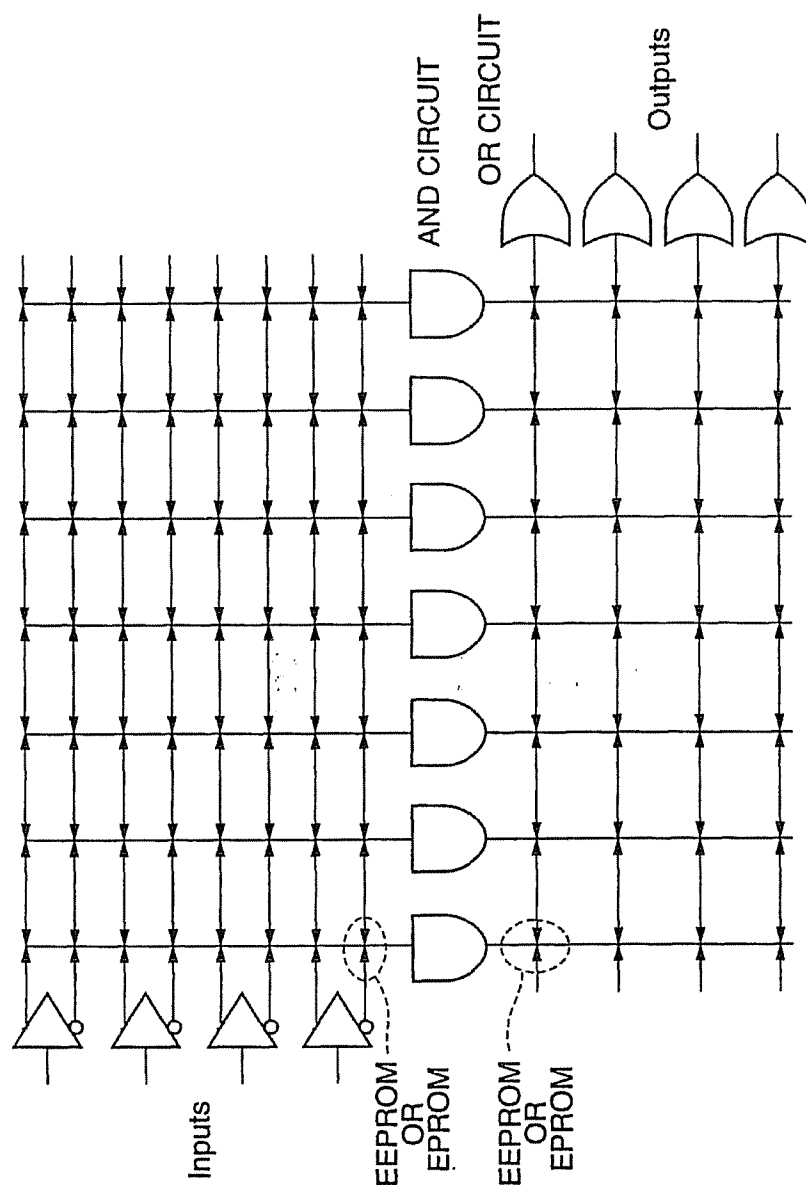 AND CIRCUIT
OR CIRCUIT
Outputs
Inputs
EEPROM
OR
EPROM
EEPROM
OR
EPROM